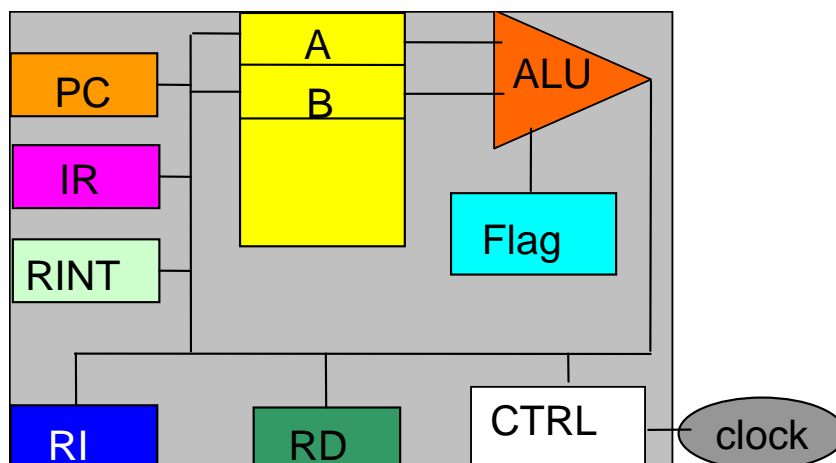 A
ALU
PC
B
IR
Flag
RINT
RI
RD
CTRL
clock